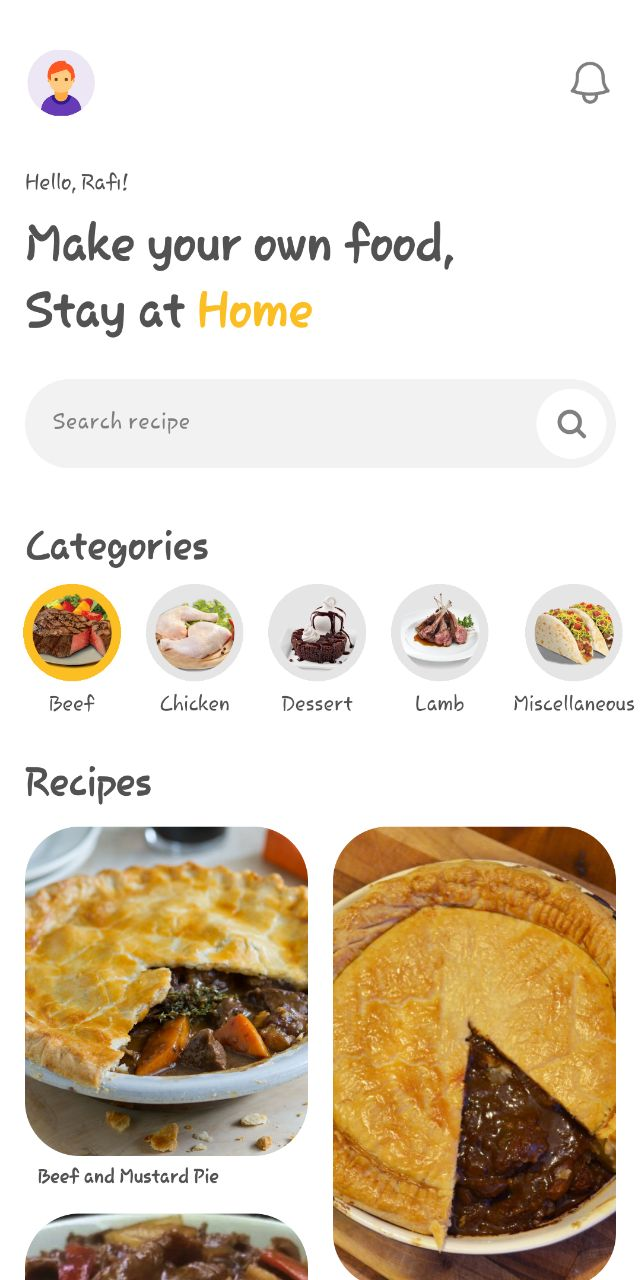 Hello, Rafi!
Make your own food,
Stay at Home
Search recipe
Categories
Beef
Chicken
Dessert
Lamb
Miscellaneous
Recipes
Beef and Mustard Pie